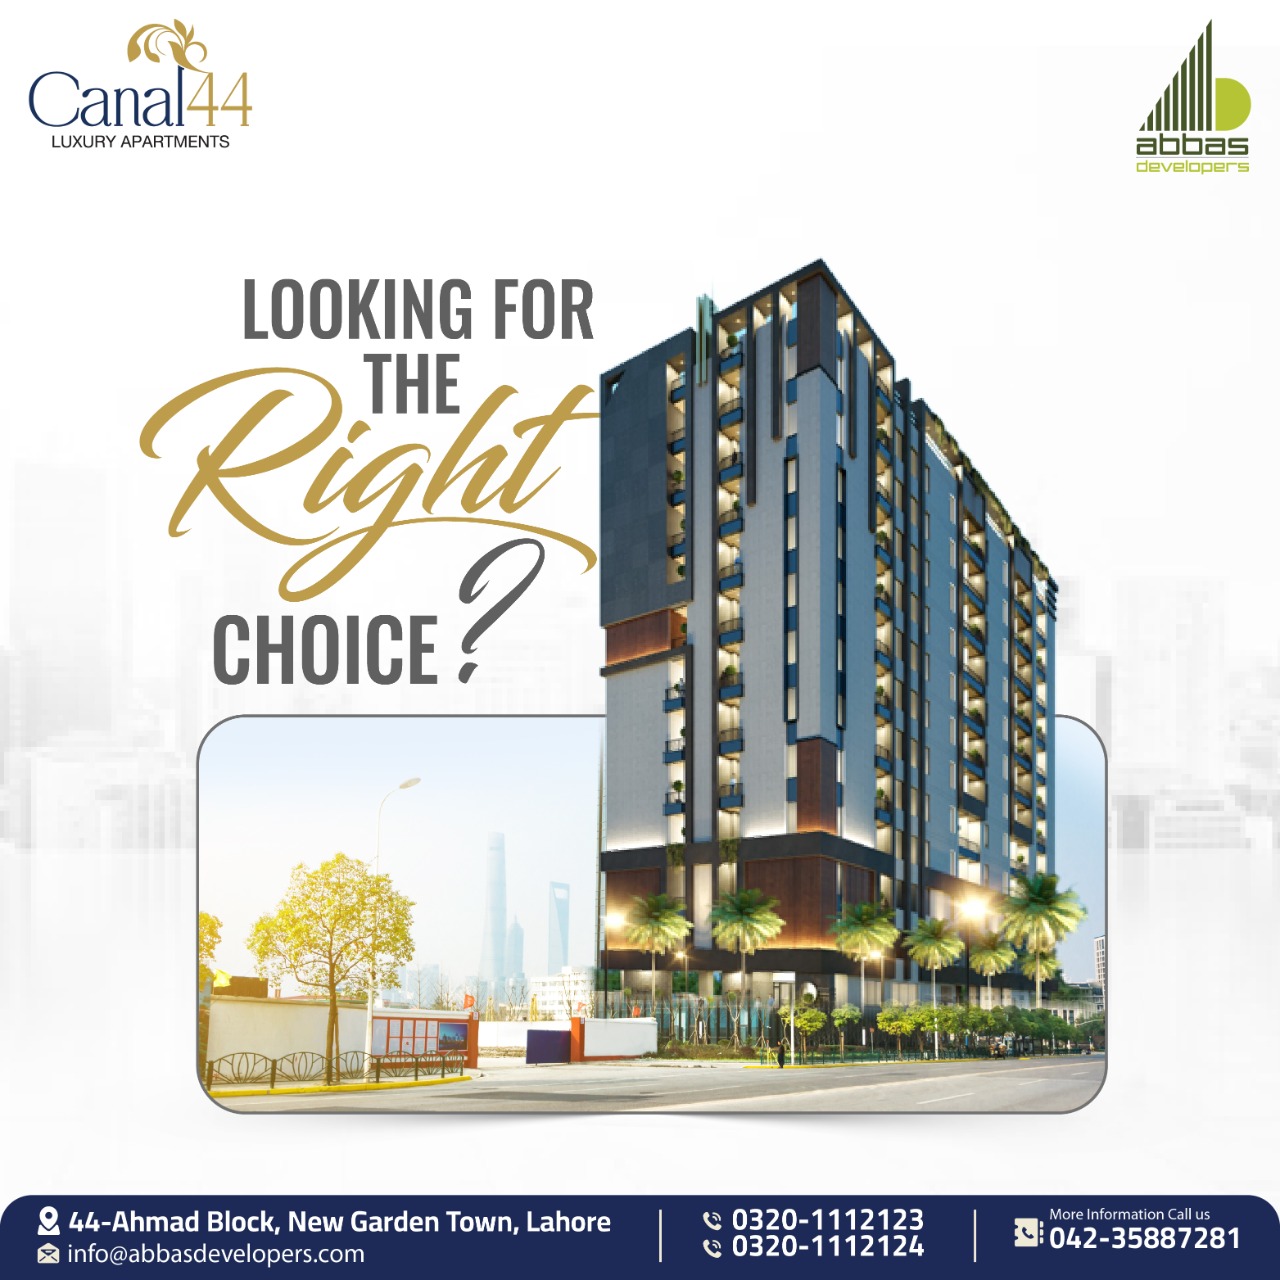 Canal44
LUXURY APARTMENTS
abbas
developers
LOOKING FOR
THE
Right
CHOICE?
44-Ahmad Block, New Garden Town, Lahore
info@abbasdevelopers.com
0320-1112123
0320-1112124
More Information Call us
042-35887281